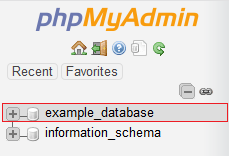 phpMyAdmin
Recent Favorites
example_database
information_schema